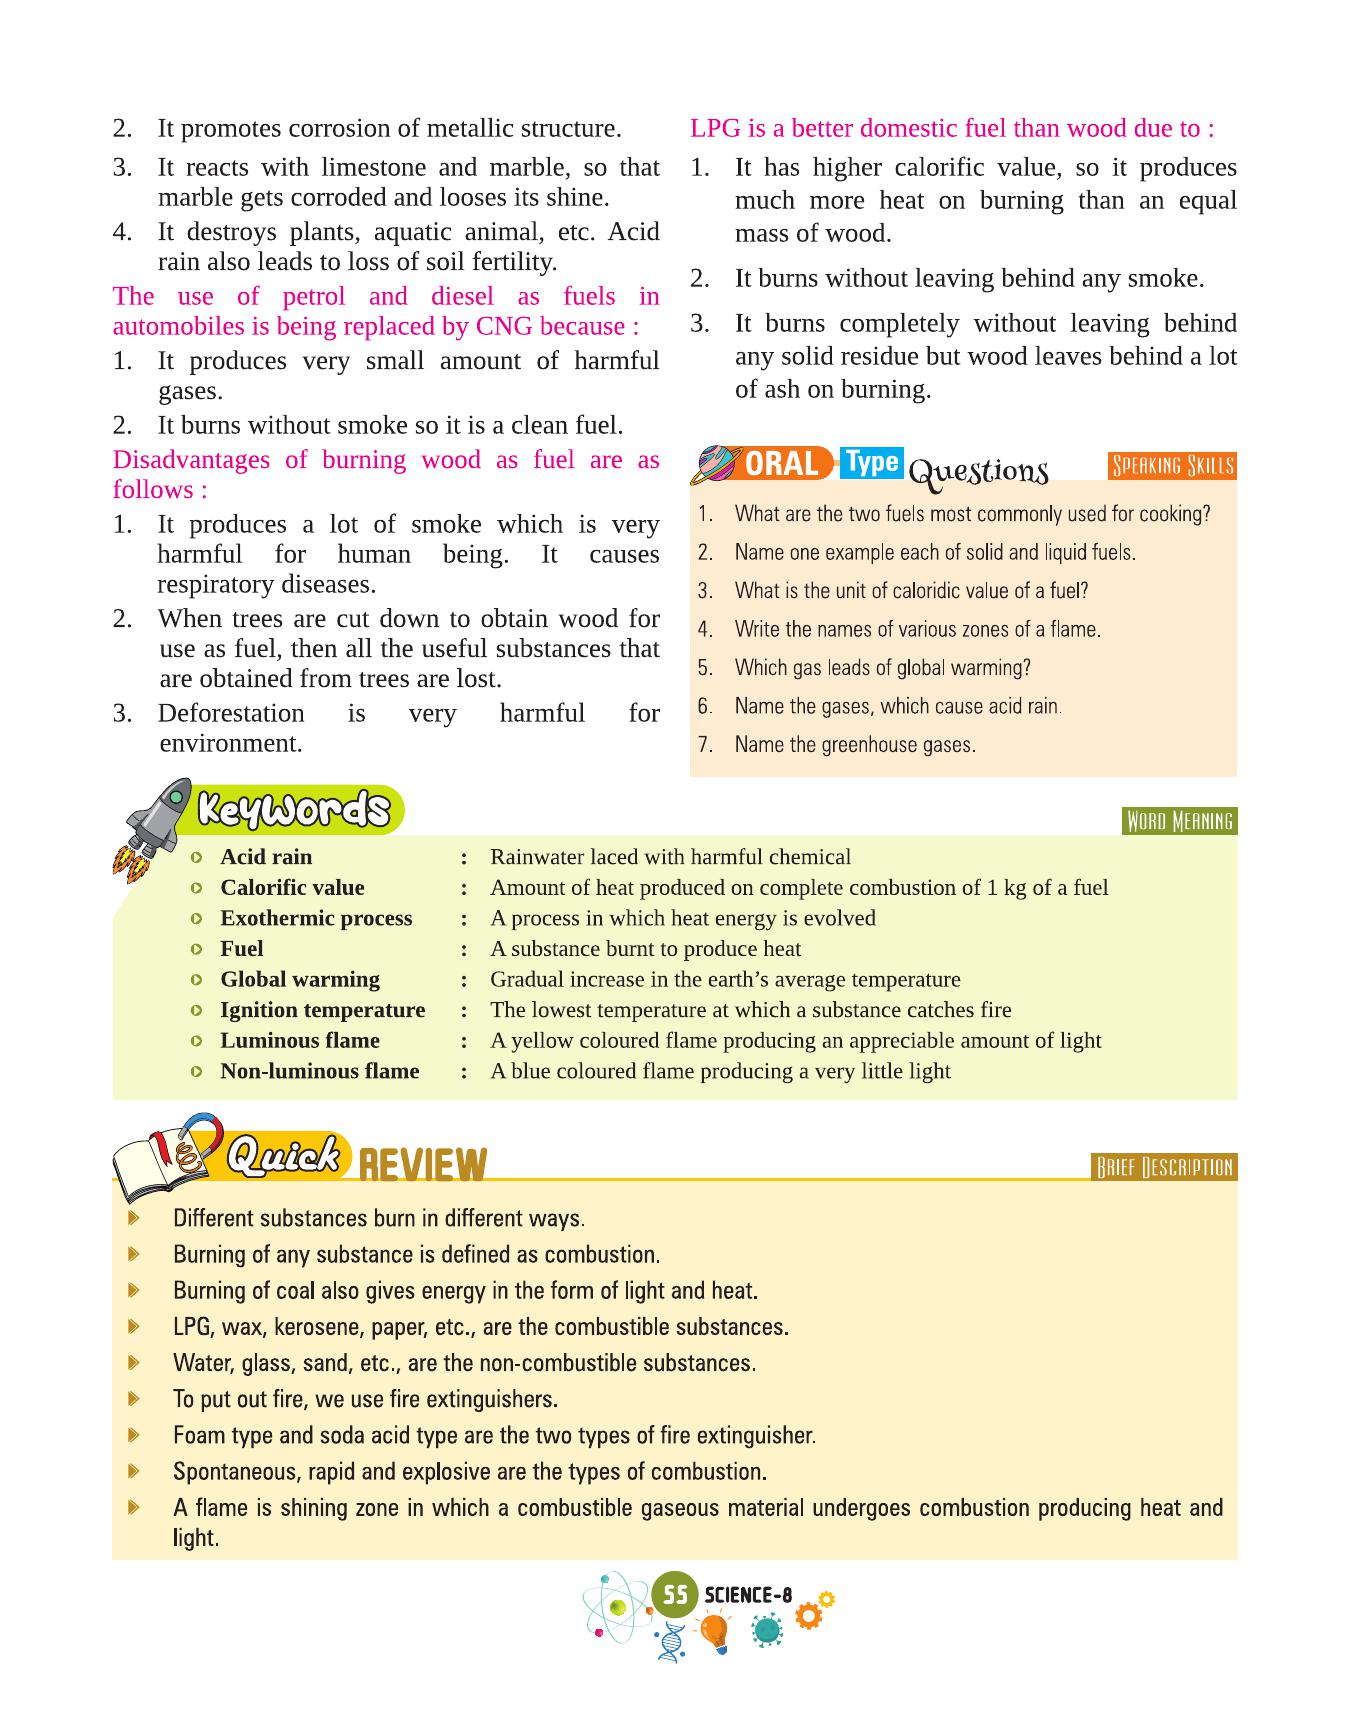 2. It promotes corrosion of metallic structure.
3. It reacts with limestone and marble, so that
marble gets corroded and looses its shine.
4. It destroys plants, aquatic animal, etc. Acid
rain also leads to loss of soil fertility.
The use of petrol and diesel as fuels in
automobiles is being replaced by CNG because :
1. It produces very small amount of harmful
gases.
2. It burns without smoke so it is a clean fuel.
Disadvantages of burning wood as fuel are as
follows :
1. It produces a lot of smoke which is very
harmful for human being. It causes
respiratory diseases.
2. When trees are cut down to obtain wood for
use as fuel, then all the useful substances that
are obtained from trees are lost.
3. Deforestation is very harmful for
environment.
LPG is a better domestic fuel than wood due to :
1. It has higher calorific value, so it produces
much more heat on burning than an equal
mass of wood.
2. It burns without leaving behind any smoke.
3. It burns completely without leaving behind
any solid residue but wood leaves behind a lot
of ash on burning.
ORAL Type Questions SPEAKING SKILLS
1. What are the two fuels most commonly used for cooking?
2. Name one example each of solid and liquid fuels.
3. What is the unit of caloridic value of a fuel?
4. Write the names of various zones of a flame.
5. Which gas leads of global warming?
6. Name the gases, which cause acid rain.
7. Name the greenhouse gases.
KeyWords WORD MEANING
Acid rain : Rainwater laced with harmful chemical
Calorific value : Amount of heat produced on complete combustion of 1 kg of a fuel
Exothermic process : A process in which heat energy is evolved
Fuel : A substance burnt to produce heat
Global warming : Gradual increase in the earth's average temperature
Ignition temperature : The lowest temperature at which a substance catches fire
Luminous flame : A yellow coloured flame producing an appreciable amount of light
Non-luminous flame : A blue coloured flame producing a very little light
Quick REVIEW BRIEF DESCRIPTION
Different substances burn in different ways.
Burning of any substance is defined as combustion.
Burning of coal also gives energy in the form of light and heat.
LPG, wax, kerosene, paper, etc., are the combustible substances.
Water, glass, sand, etc., are the non-combustible substances.
To put out fire, we use fire extinguishers.
Foam type and soda acid type are the two types of fire extinguisher.
Spontaneous, rapid and explosive are the types of combustion.
A flame is shining zone in which a combustible gaseous material undergoes combustion producing heat and
light.
55 SCIENCE-8